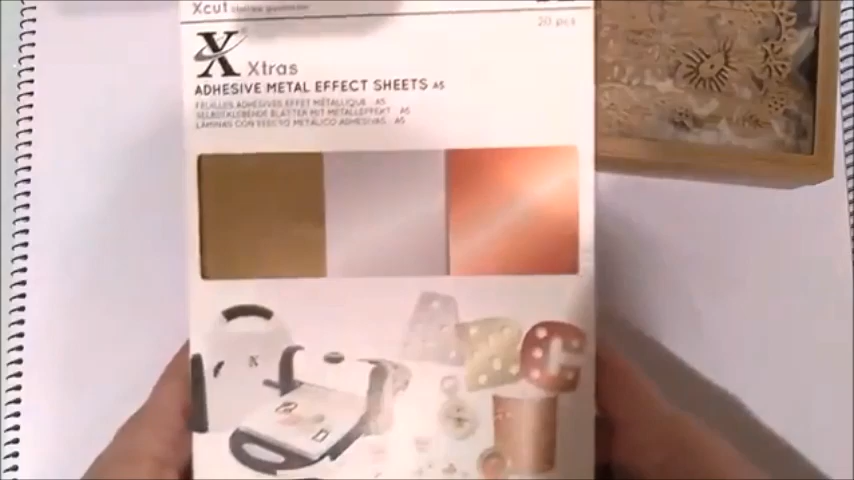 Xcut
20 pcs
X Xtras
ADHESIVE METAL EFFECT SHEETS A5
FEUILLES ADHÉSIVES EFFET MÉTALLIQUE A5
SELBSTKLEBENDE BLÄTTER MIT METALLEFFEKT A5
LÁMINAS CON EFECTO METÁLICO ADHESIVAS A5
X
C